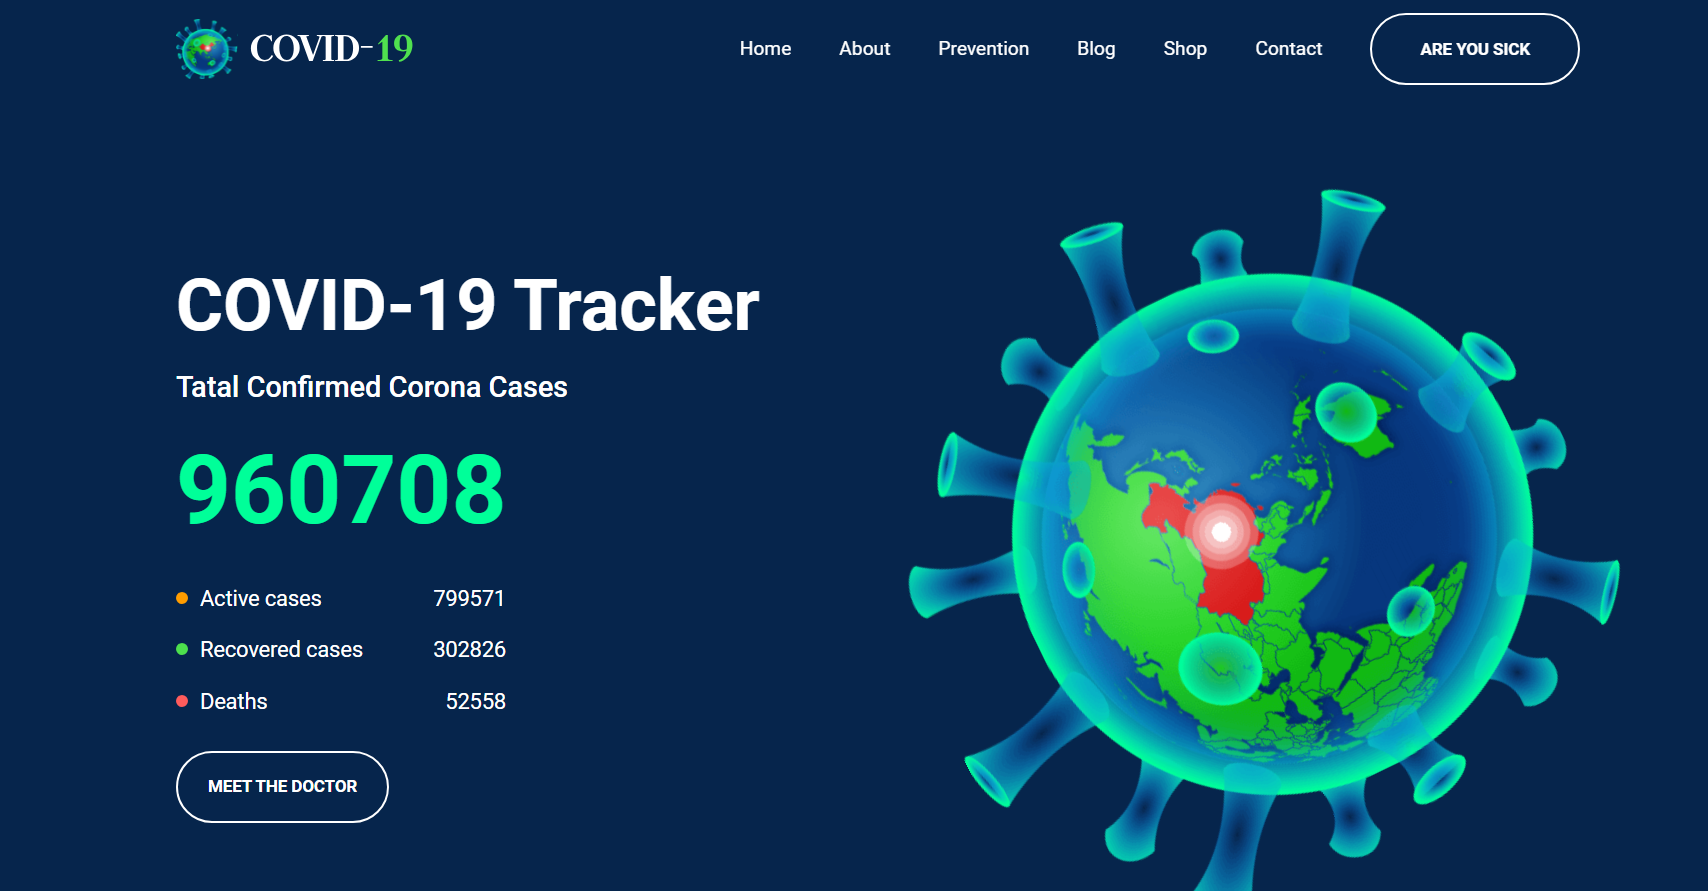 COVID-19
Home About Prevention Blog Shop Contact ARE YOU SICK
COVID-19 Tracker
Tatal Confirmed Corona Cases
960708
Active cases 799571
Recovered cases 302826
Deaths 52558
MEET THE DOCTOR